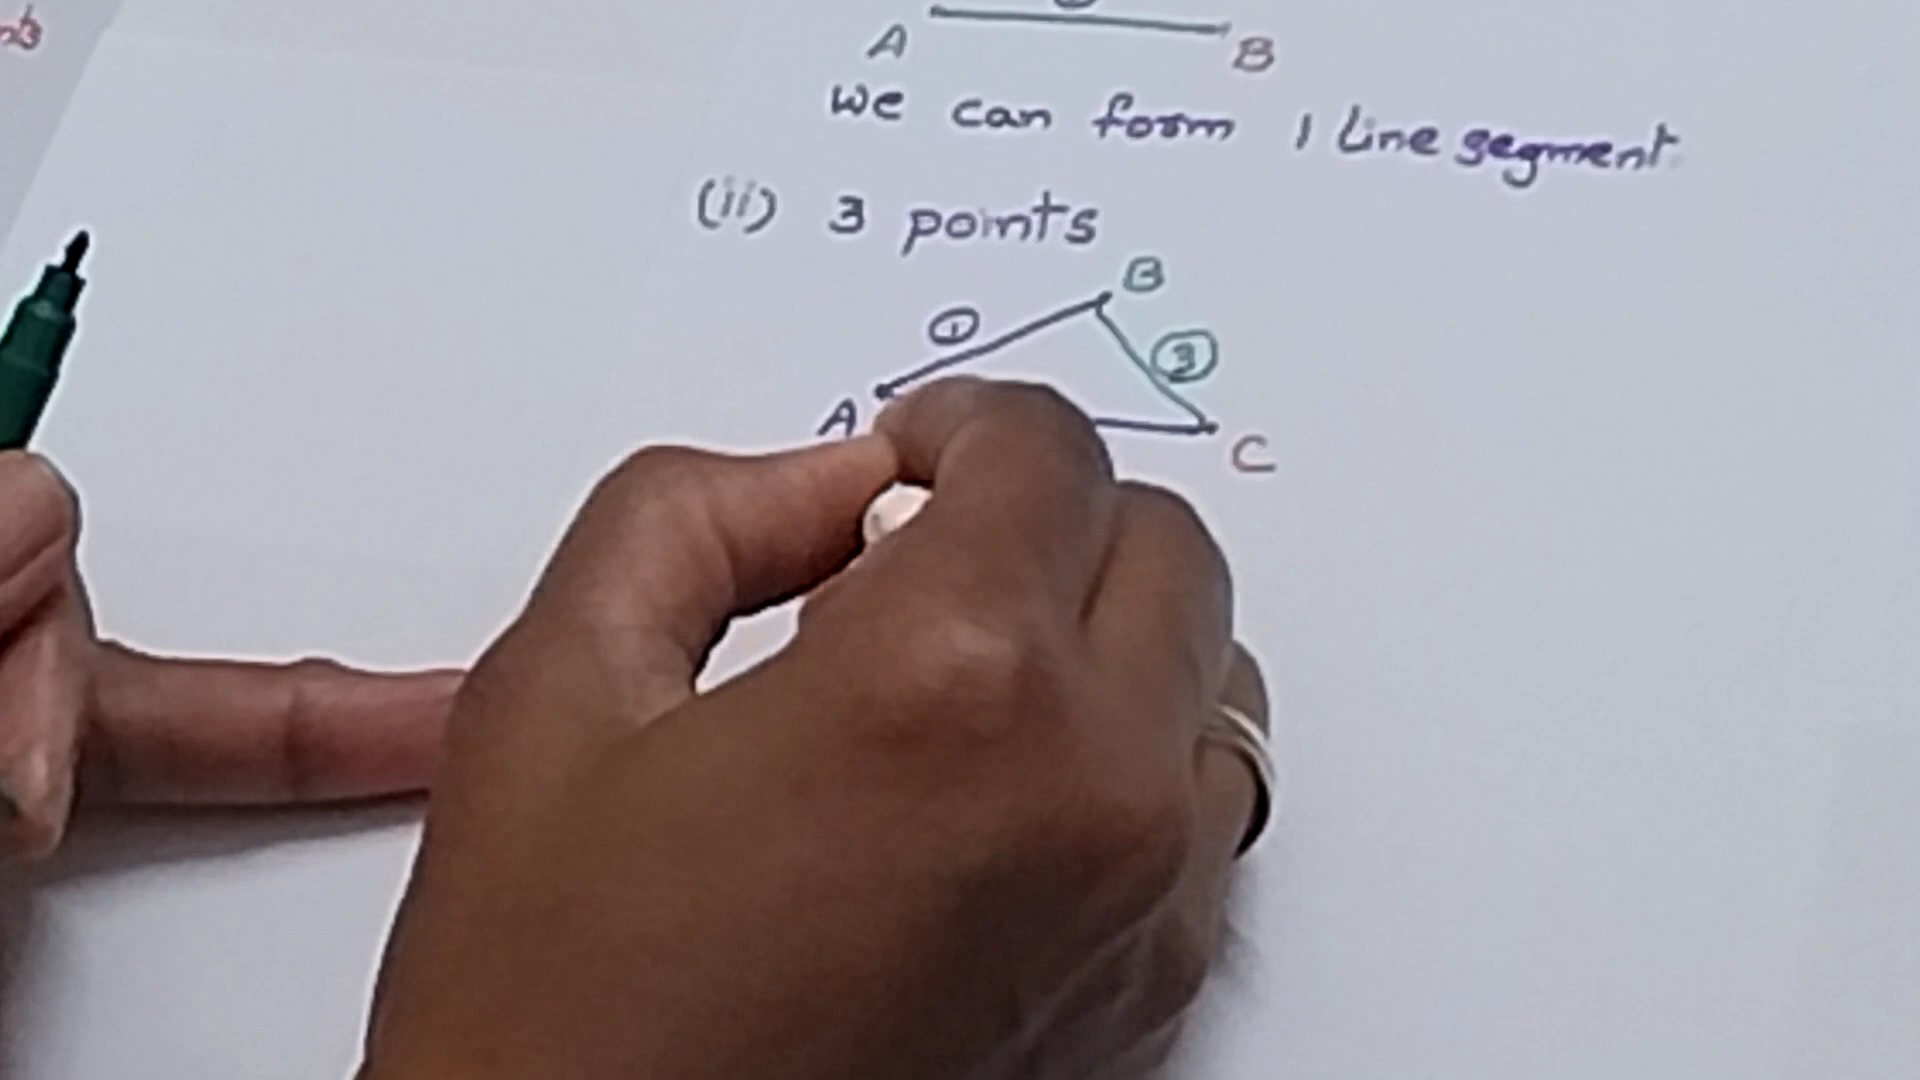 A B
we can form 1 Line segment
(ii) 3 points
B
① ③
A C